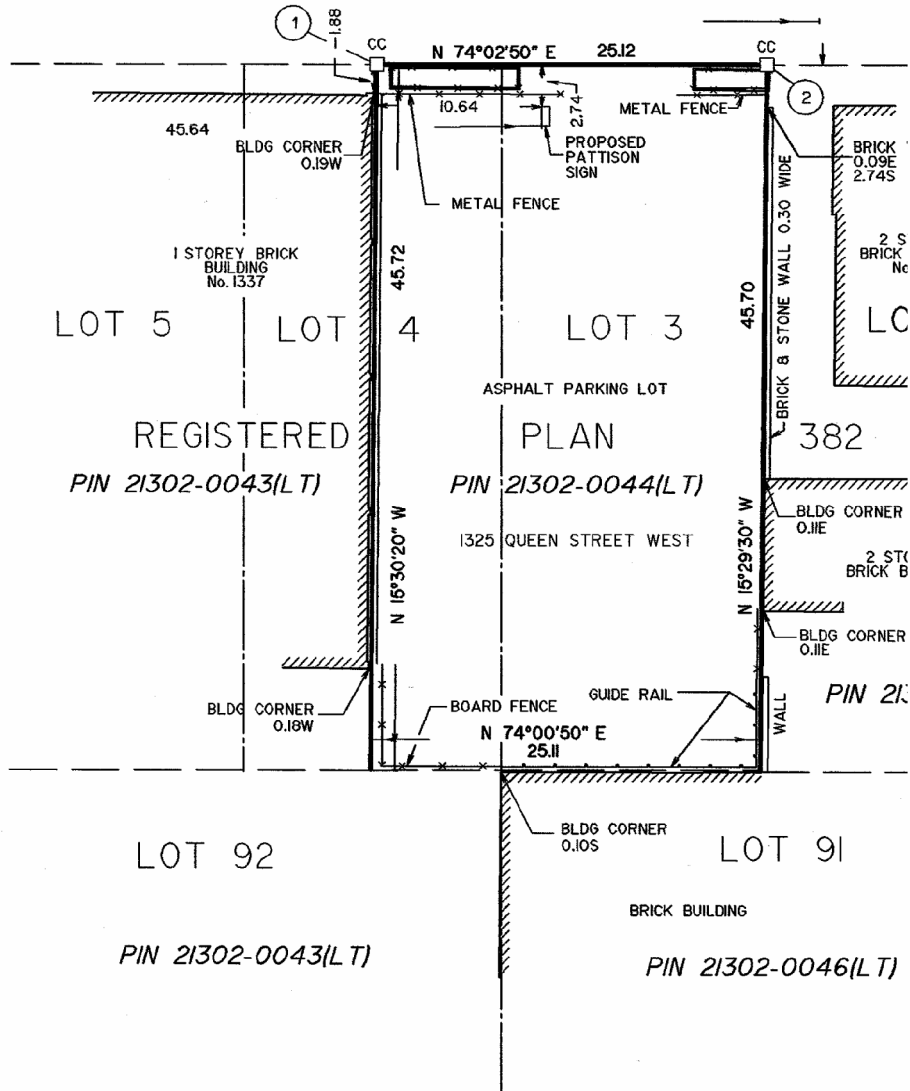 1
1.88
CC
N 74°02'50" E 25.12
CC
2
10.64
2.74
METAL FENCE
45.64
BLDG CORNER
0.19W
PROPOSED
PATTISON
SIGN
BRICK
0.09E
2.74S
METAL FENCE
1 STOREY BRICK
BUILDING
No. 1337
45.72
45.70
BRICK & STONE WALL 0.30 WIDE
2 S
BRICK
No
LOT 5
LOT 4
LOT 3
LO
ASPHALT PARKING LOT
REGISTERED PLAN 382
PIN 21302-0043(LT)
PIN 21302-0044(LT)
N 15°30'20" W
1325 QUEEN STREET WEST
N 15°29'30" W
BLDG CORNER
0.11E
2 STO
BRICK B
BLDG CORNER
0.11E
BLDG CORNER
0.18W
BOARD FENCE
GUIDE RAIL
WALL
PIN 213
N 74°00'50" E
25.11
BLDG CORNER
0.10S
LOT 92
LOT 91
BRICK BUILDING
PIN 21302-0043(LT)
PIN 21302-0046(LT)